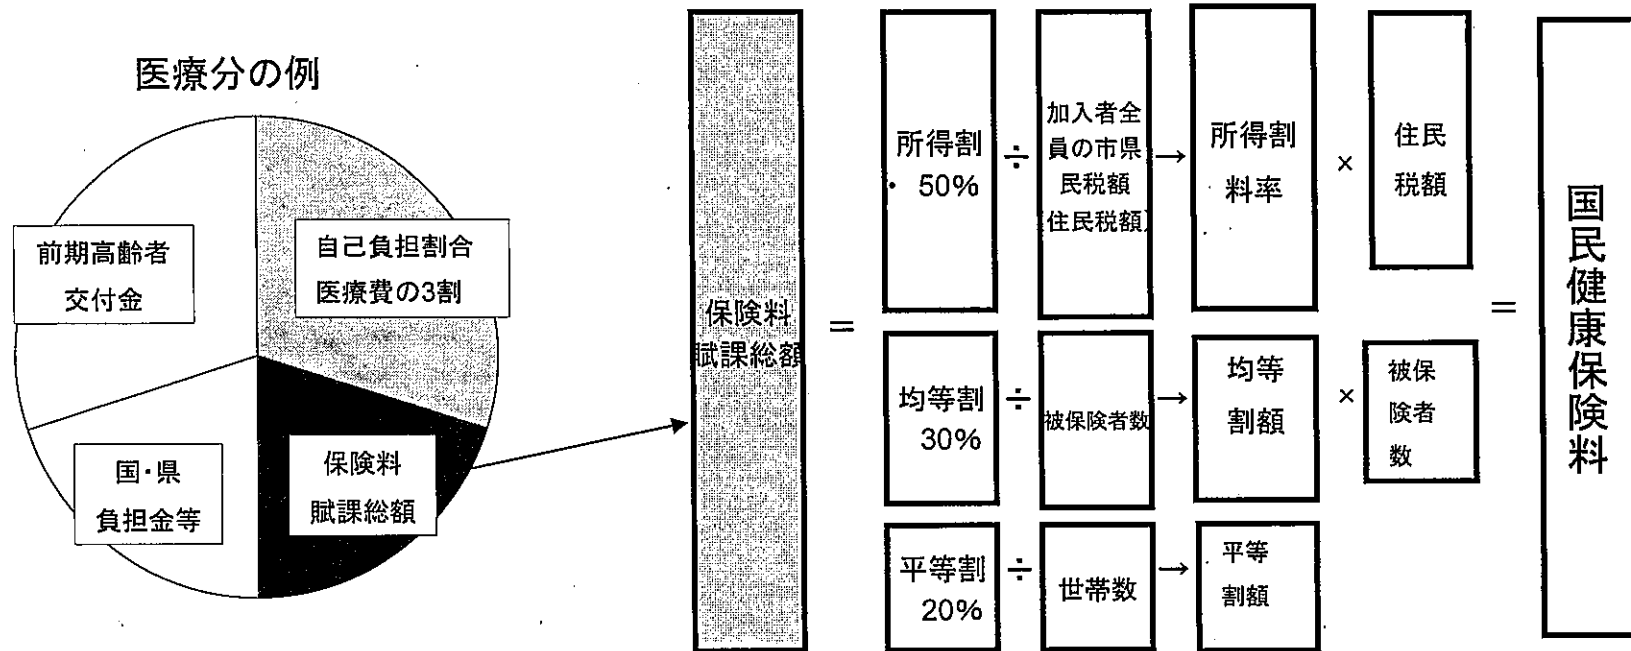 医療分の例
前期高齢者
交付金
自己負担割合
医療費の3割
国・県
負担金等
保険料
賦課総額
保険料
賦課総額
=
所得割
50%
÷
加入者全
員の市県
民税額
(住民税額)
→
所得割
料率
×
住民
税額
均等割
30%
÷
被保険者数
→
均等
割額
×
被保
険者
数
平等割
20%
÷
世帯数
→
平等
割額
=
国民健康保険料